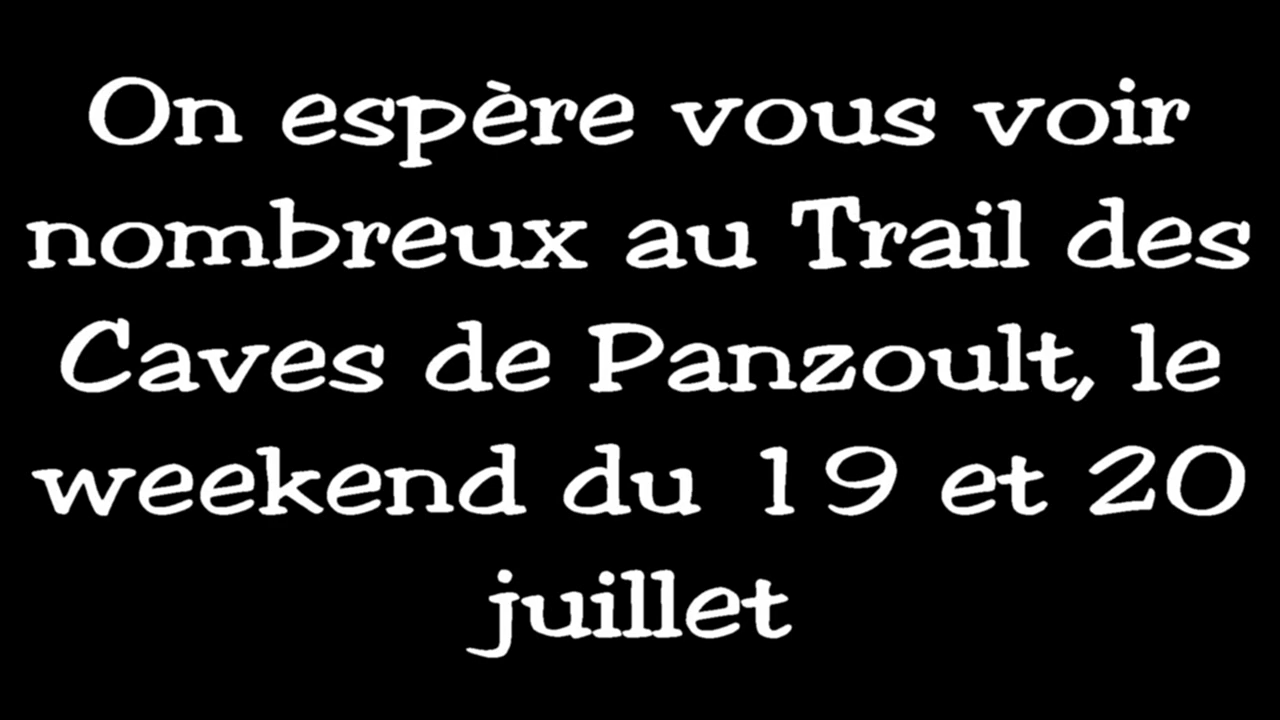 On espère vous voir
nombreux au Trail des
Caves de Panzoult, le
weekend du 19 et 20
juillet